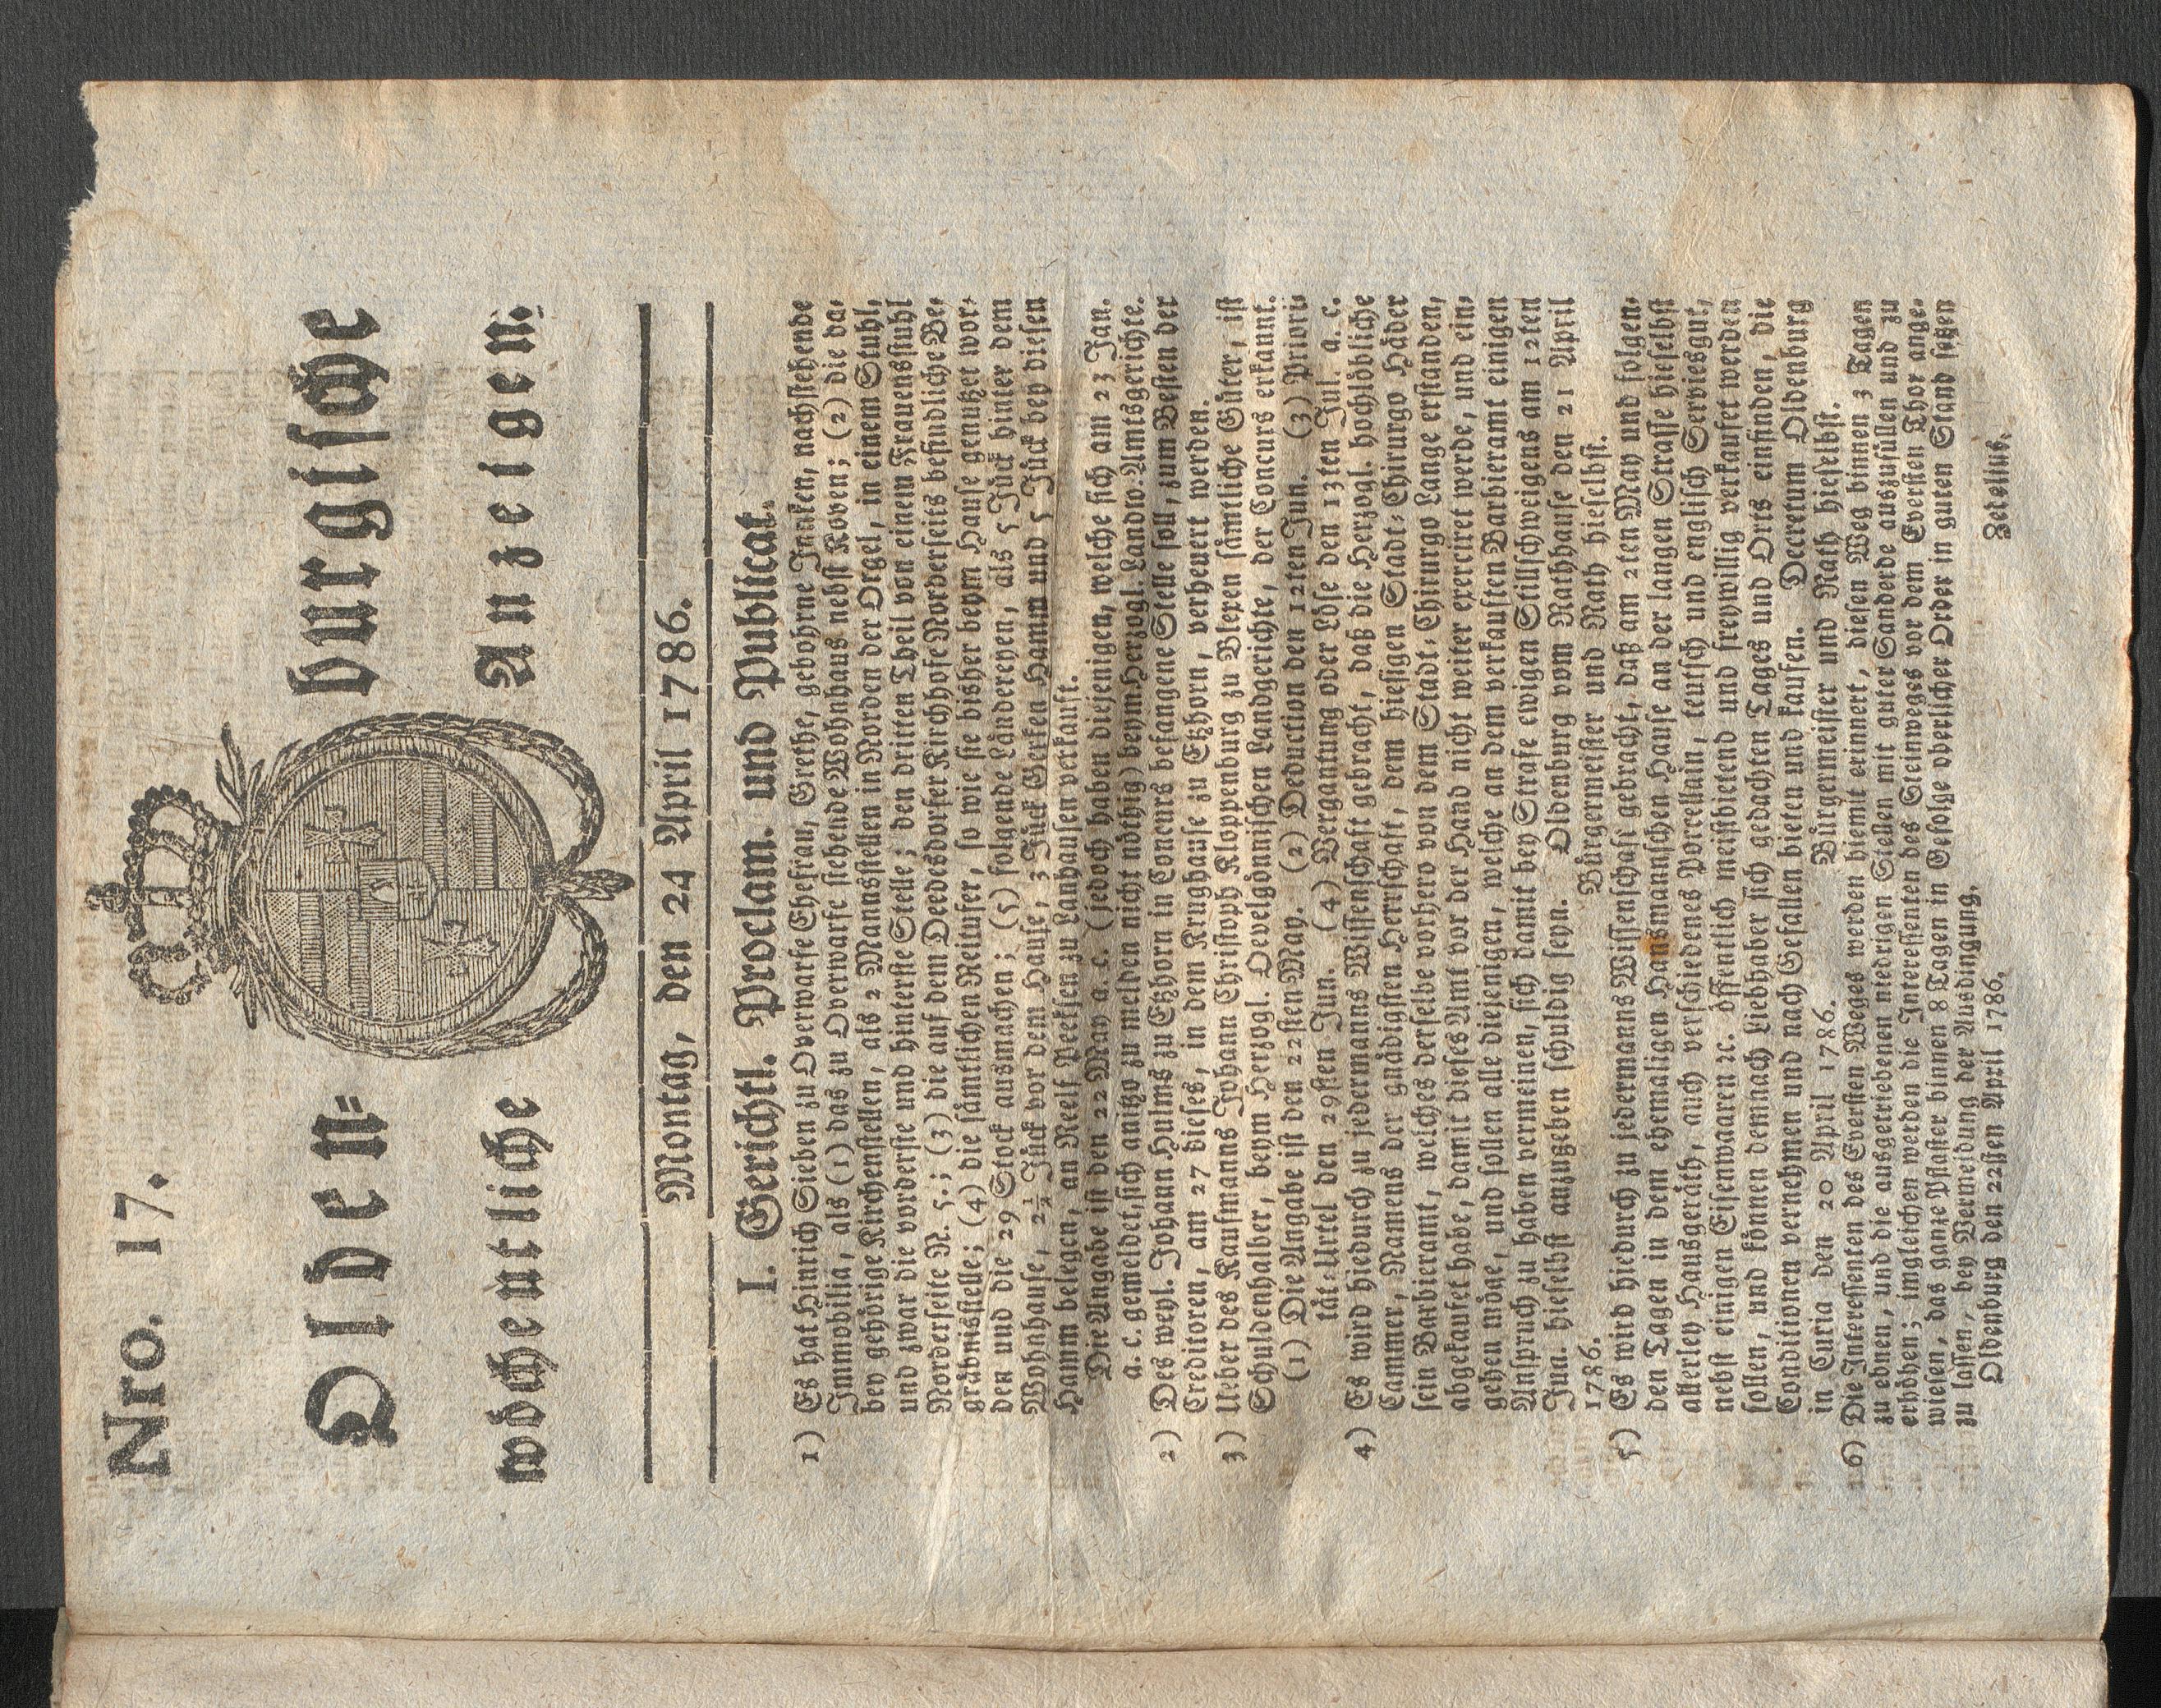 Nro. 17.
Olden= burgische
wöchentliche Anzeigen.
Montag, den 24 April 1786.
I. Gerichtl. Proclam. und Publicat.
1) Es hat Hinrich Sieben zu Overwarfe Ehefrau, Grethe, gebohrne Janken, nachstehende
Immobilia, als (1) das zu Overwarfe stehende Wohnhaus nebst Koven; (2) die da=
bey gehörige Kirchenstellen, als 2 Mannsstellen in Norden der Orgel, in einem Stuhl,
und zwar die vorderste und hinterste Stelle; den dritten Theil von einem Frauensstuhl
Norderseite N. 5.; (3) die auf dem Deedesdorfer Kirchhofe Norderseits befindliche Be=
gräbnisstelle; (4) die sämtlichen Reitufer, so wie sie bisher beym Hause genutzet wor=
den und die 29 Stock ausmachen; (5) folgende Ländereyen, als 5 Jück hinter dem
Wohnhause, 2½ Jück vor dem Hause, 3 Jück Gerken Hamm und 5 Jück bey diesen
Hamm belegen, an Neels Peeksen zu Lanhausen verkauft.
Die Angabe ist den 22 May a. c. (jedoch haben diejenigen, welche sich am 23 Jan.
a. c. gemeldet, sich anitzo zu melden nicht nöthig) beym Herzogl. Landw. Amtsgerichte.
2) Des weyl. Johann Hulms zu Etzhorn in Concurs befangene Stelle soll, zum Besten der
Creditoren, am 27 dieses, in dem Krughause zu Etzhorn, verheuert werden.
3) Ueber des Kaufmanns Johann Christoph Kloppenburg zu Blexen sämtliche Güter, ist
Schuldenhalber, beym Herzogl. Oevelgönnischen Landgerichte, der Concurs erkannt.
(1) Die Angabe ist den 22sten May. (2) Deduction den 12ten Jun. (3) Priori=
tät=Urtel den 29sten Jun. (4) Vergantung oder Löse den 13ten Jul. a. c.
4) Es wird hiedurch zu jedermanns Wissenschaft gebracht, daß die Herzogl. hochlöbliche
Cammer, Namens der gnädigsten Herrschaft, dem hiesigen Stadt=Chirurgo Häder
sein Barbieramt, welches derselbe vorhero von dem Stadt=Chirurgo Lange erstanden,
abgekaufet habe, damit dieses Amt vor der Hand nicht weiter exerciret werde, und ein=
gehen möge, und sollen alle diejenigen, welche an dem verkauften Barbieramt einigen
Anspruch zu haben vermeinen, sich damit bey Strafe ewigen Stillschweigens am 12ten
Jun. hieselbst anzugeben schuldig seyn. Oldenburg vom Rathhause den 21 April
1786. Bürgermeister und Rath hieselbst.
5) Es wird hiedurch zu jedermanns Wissenschaft gebracht, daß am 2ten May und folgen=
den Tagen in dem ehemaligen Hansmannschen Hause an der langen Strasse hieselbst
allerley Hausgeräth, auch verschiedenes Porcellain, teutsch und englisch Serviesgut,
nebst einigen Eisenwaaren ꝛc. öffentlich meistbietend und freywillig verkaufet werden
sollen, und können demnach Liebhaber sich gedachten Tages und Orts einfinden, die
Conditionen vernehmen und nach Gefallen bieten und kaufen. Decretum Oldenburg
in Curia den 20 April 1786. Bürgermeister und Rath hieselbst.
6) Die Interessenten des Eversten Weges werden hiemit erinnert, diesen Weg binnen 3 Tagen
zu ebnen, und die ausgetriebenen niedrigen Stellen mit guter Sanderde auszufüllen und zu
erhöhen; imgleichen werden die Interessenten des Steinweges vor dem Eversten Thor ange=
wiesen, das ganze Pflaster binnen 8 Tagen in Gefolge oberlicher Order in guten Stand setzen
zu lassen, bey Vermeidung der Ausdingung.
Oldenburg den 22sten April 1786. Zedelius.